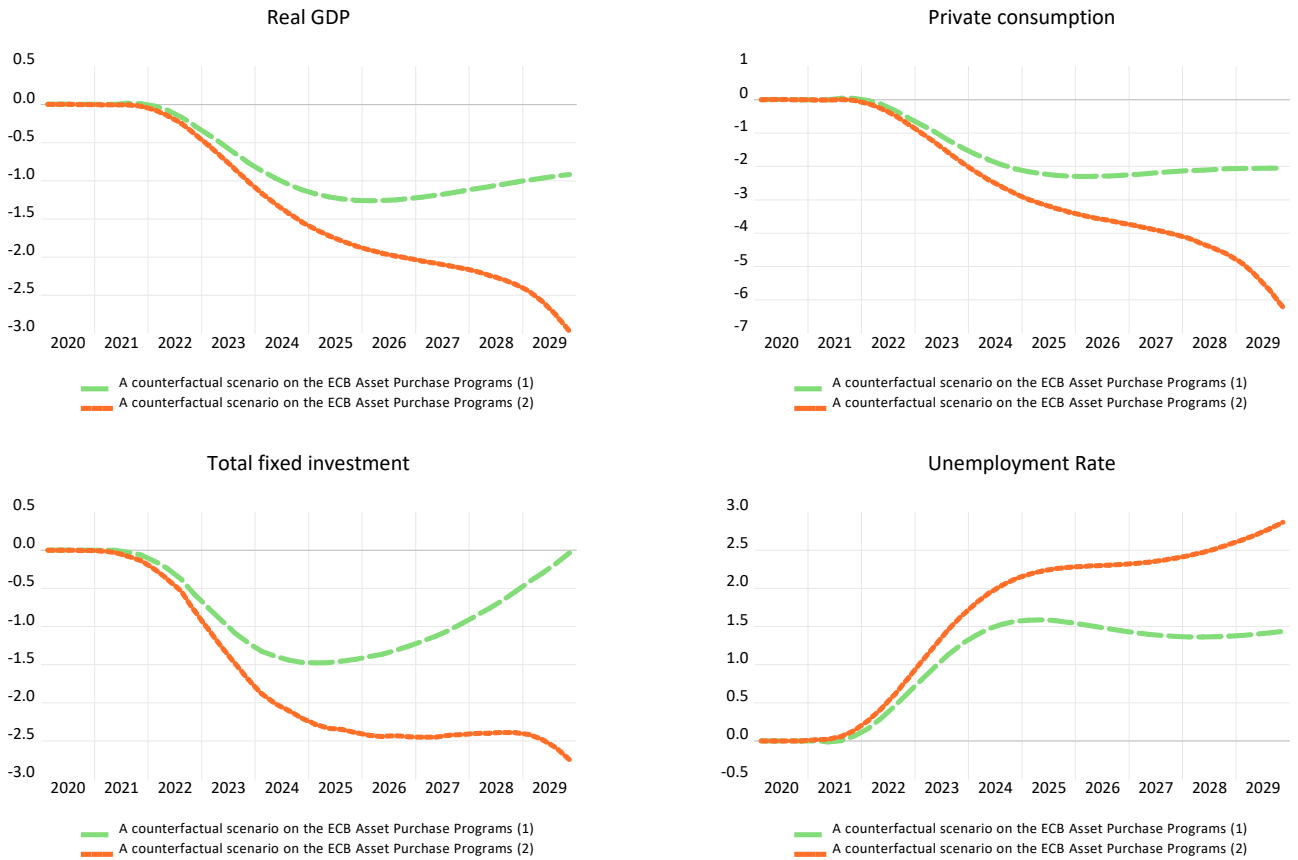 Real GDP
0.5
0.0
-0.5
-1.0
-1.5
-2.0
-2.5
-3.0
2020 2021 2022 2023 2024 2025 2026 2027 2028 2029
A counterfactual scenario on the ECB Asset Purchase Programs (1)
A counterfactual scenario on the ECB Asset Purchase Programs (2)
Private consumption
1
0
-1
-2
-3
-4
-5
-6
-7
2020 2021 2022 2023 2024 2025 2026 2027 2028 2029
A counterfactual scenario on the ECB Asset Purchase Programs (1)
A counterfactual scenario on the ECB Asset Purchase Programs (2)
Total fixed investment
0.5
0.0
-0.5
-1.0
-1.5
-2.0
-2.5
-3.0
2020 2021 2022 2023 2024 2025 2026 2027 2028 2029
A counterfactual scenario on the ECB Asset Purchase Programs (1)
A counterfactual scenario on the ECB Asset Purchase Programs (2)
Unemployment Rate
3.0
2.5
2.0
1.5
1.0
0.5
0.0
-0.5
2020 2021 2022 2023 2024 2025 2026 2027 2028 2029
A counterfactual scenario on the ECB Asset Purchase Programs (1)
A counterfactual scenario on the ECB Asset Purchase Programs (2)